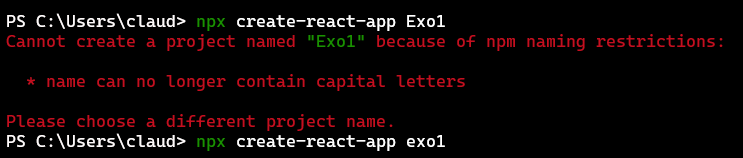 PS C:\Users\claud> npx create-react-app Exo1
Cannot create a project named "Exo1" because of npm naming restrictions:
* name can no longer contain capital letters
Please choose a different project name.
PS C:\Users\claud> npx create-react-app exo1